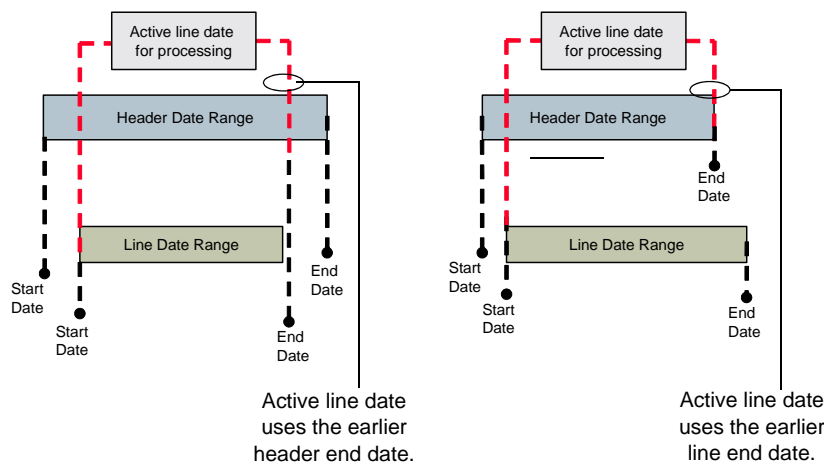 Active line date
for processing
Header Date Range
Line Date Range
Start
Date
Start
Date
End
Date
End
Date
Active line date
uses the earlier
header end date.
Active line date
for processing
Header Date Range
End
Date
Line Date Range
Start
Date
Start
Date
End
Date
Active line date
uses the earlier
line end date.